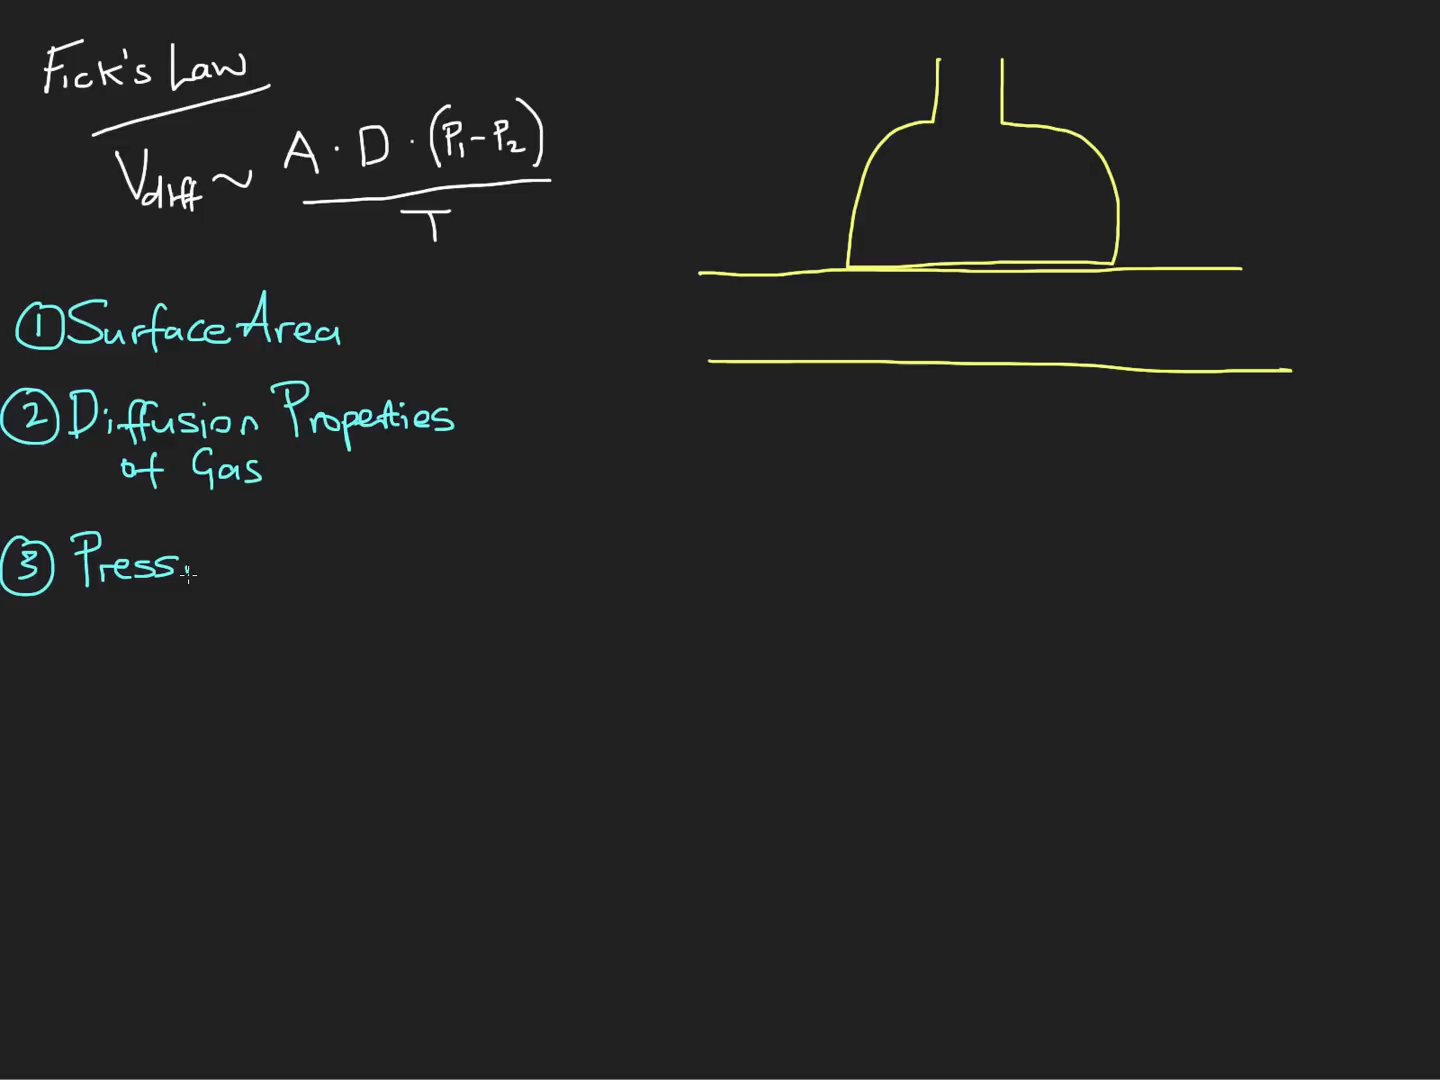 Fick's Law
Vdiff ~ A · D · (P₁ - P₂)
T
① Surface Area
② Diffusion Properties
of Gas
③ Press